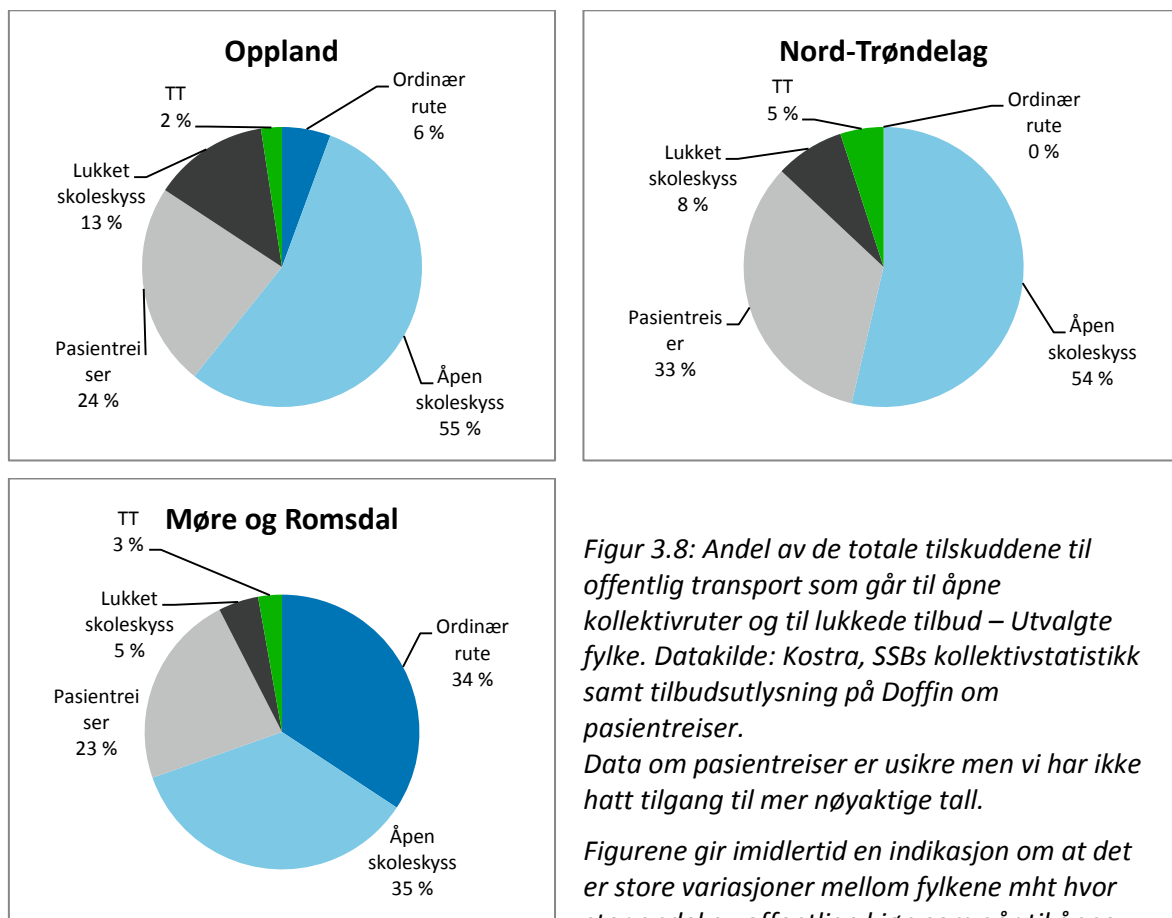 Oppland
TT
2 %
Ordinær
rute
6 %
Lukket
skoleskyss
13 %
Pasientrei
ser
24 %
Åpen
skoleskyss
55 %
Nord-Trøndelag
TT
5 %
Ordinær
rute
0 %
Lukket
skoleskyss
8 %
Pasientreis
er
33 %
Åpen
skoleskyss
54 %
Møre og Romsdal
TT
3 %
Lukket
skoleskyss
5 %
Ordinær
rute
34 %
Pasientrei
ser
23 %
Åpen
skoleskyss
35 %
Figur 3.8: Andel av de totale tilskuddene til
offentlig transport som går til åpne
kollektivruter og til lukkede tilbud – Utvalgte
fylke. Datakilde: Kostra, SSBs kollektivstatistikk
samt tilbudsutlysning på Doffin om
pasientreiser.
Data om pasientreiser er usikre men vi har ikke
hatt tilgang til mer nøyaktige tall.
Figurene gir imidlertid en indikasjon om at det
er store variasjoner mellom fylkene mht hvor